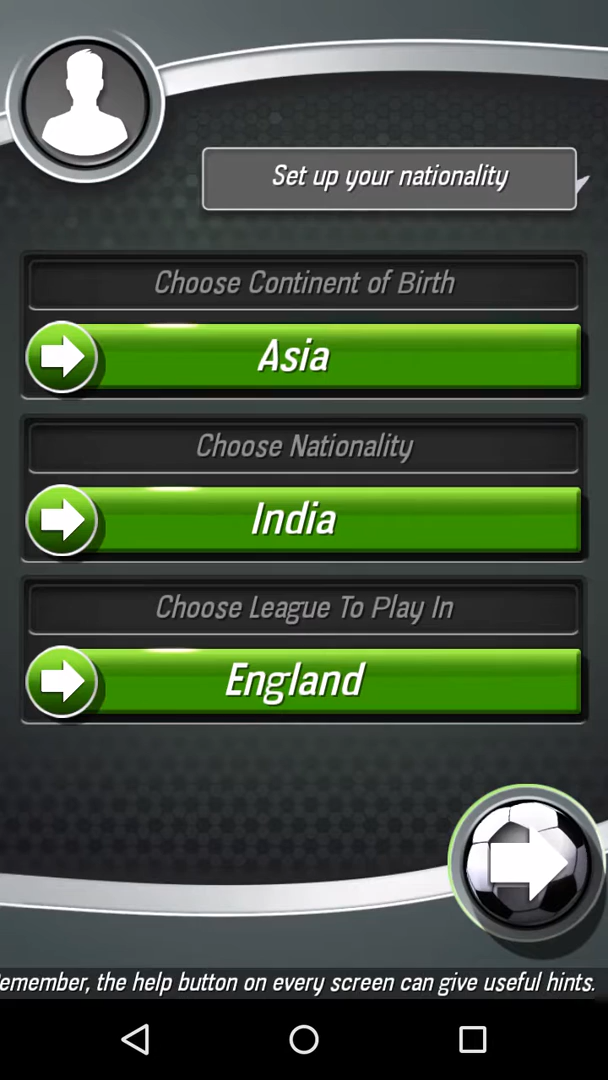 Set up your nationality
Choose Continent of Birth
Asia
Choose Nationality
India
Choose League To Play In
England
emember, the help button on every screen can give useful hints.